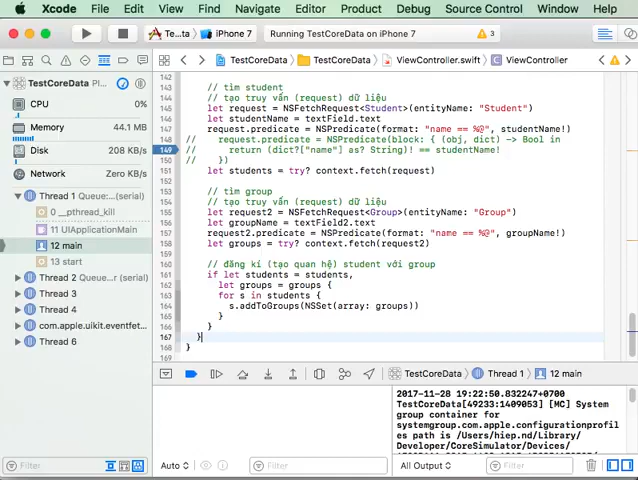 Xcode File Edit View Find Navigate Editor Product Debug Source Control Window Help
Te...ta iPhone 7 Running TestCoreData on iPhone 7 3
TestCoreData TestCoreData ViewController.swift ViewController
TestCoreData
CPU 0%
Memory 44.1 MB
Disk 208 KB/s
Network Zero KB/s
Thread 1 Queue:...(serial)
0 __pthread_kill
11 UIApplicationMain
12 main
13 start
Thread 2 Queue:...r (serial)
Thread 3
Thread 4
com.apple.uikit.eventfet...
Thread 6
Filter
142
143 // tìm student
144 // tạo truy vấn (request) dữ liệu
145 let request = NSFetchRequest<Student>(entityName: "Student")
146 let studentName = textField.text
147 request.predicate = NSPredicate(format: "name == %@", studentName!)
148 // request.predicate = NSPredicate(block: { (obj, dict) -> Bool in
149 // return (dict?["name"] as? String)! == studentName!
150 // })
151 let students = try? context.fetch(request)
152
153 // tìm group
154 // tạo truy vấn (request) dữ liệu
155 let request2 = NSFetchRequest<Group>(entityName: "Group")
156 let groupName = textField2.text
157 request2.predicate = NSPredicate(format: "name == %@", groupName!)
158 let groups = try? context.fetch(request2)
159
160 // đăng kí (tạo quan hệ) student với group
161 if let students = students,
162 let groups = groups {
163 for s in students {
164 s.addToGroups(NSSet(array: groups))
165 }
166 }
167 }
168 }
TestCoreData Thread 1 12 main
2017-11-28 19:22:50.832247+0700
TestCoreData[49233:1409053] [MC] System
group container for
systemgroup.com.apple.configurationprofil
es path is /Users/hiep.nd/Library/
Developer/CoreSimulator/Devices/
Auto Filter All Output Filter